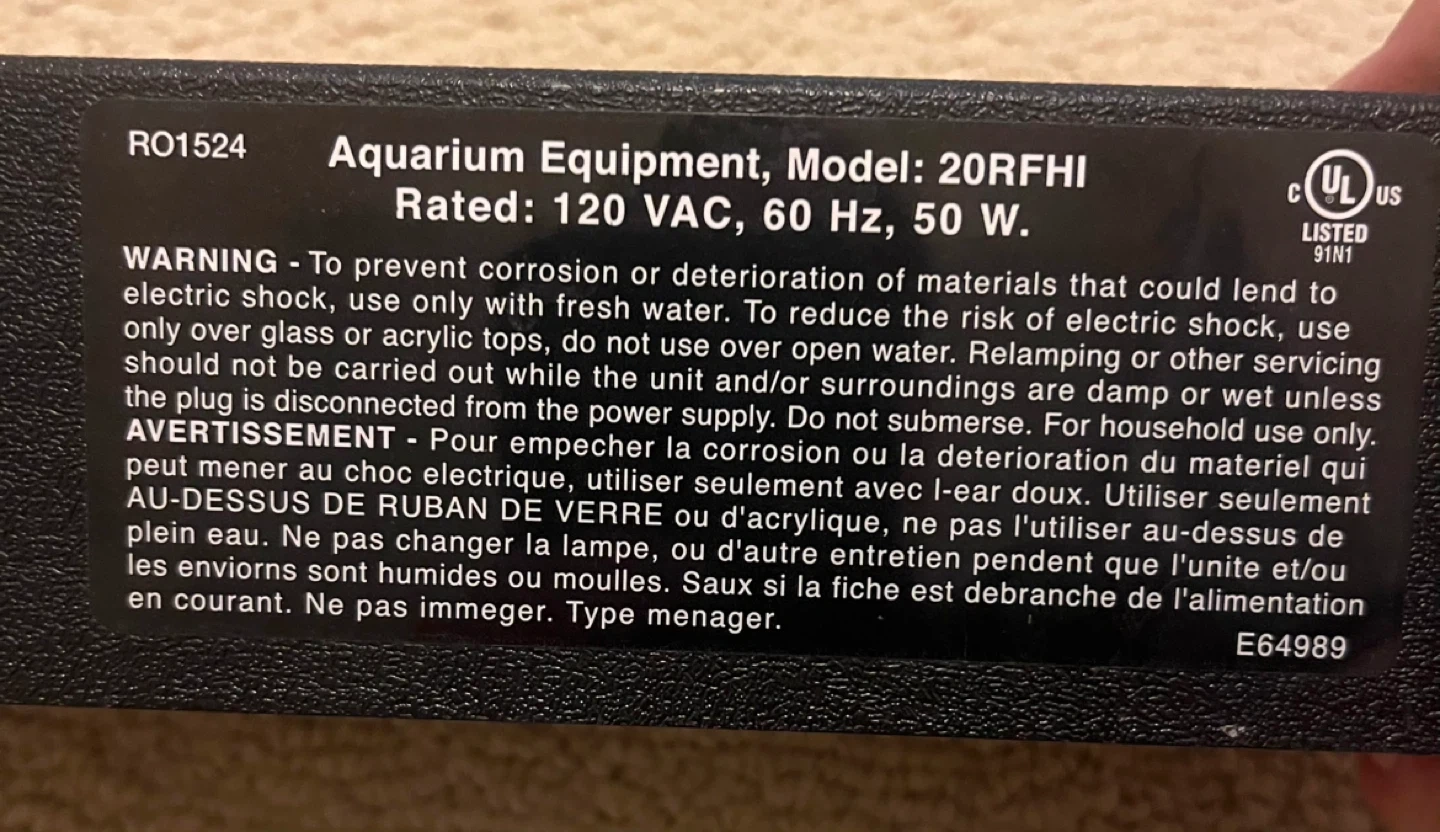 RO1524
Aquarium Equipment, Model: 20RFHI
Rated: 120 VAC, 60 Hz, 50 W.
C UL US
LISTED
91N1
WARNING - To prevent corrosion or deterioration of materials that could lend to
electric shock, use only with fresh water. To reduce the risk of electric shock, use
only over glass or acrylic tops, do not use over open water. Relamping or other servicing
should not be carried out while the unit and/or surroundings are damp or wet unless
the plug is disconnected from the power supply. Do not submerse. For household use only.
AVERTISSEMENT - Pour empecher la corrosion ou la deterioration du materiel qui
peut mener au choc electrique, utiliser seulement avec l-ear doux. Utiliser seulement
AU-DESSUS DE RUBAN DE VERRE ou d'acrylique, ne pas l'utiliser au-dessus de
plein eau. Ne pas changer la lampe, ou d'autre entretien pendent que l'unite et/ou
les enviorns sont humides ou moulles. Saux si la fiche est debranche de l'alimentation
en courant. Ne pas immeger. Type menager.
E64989